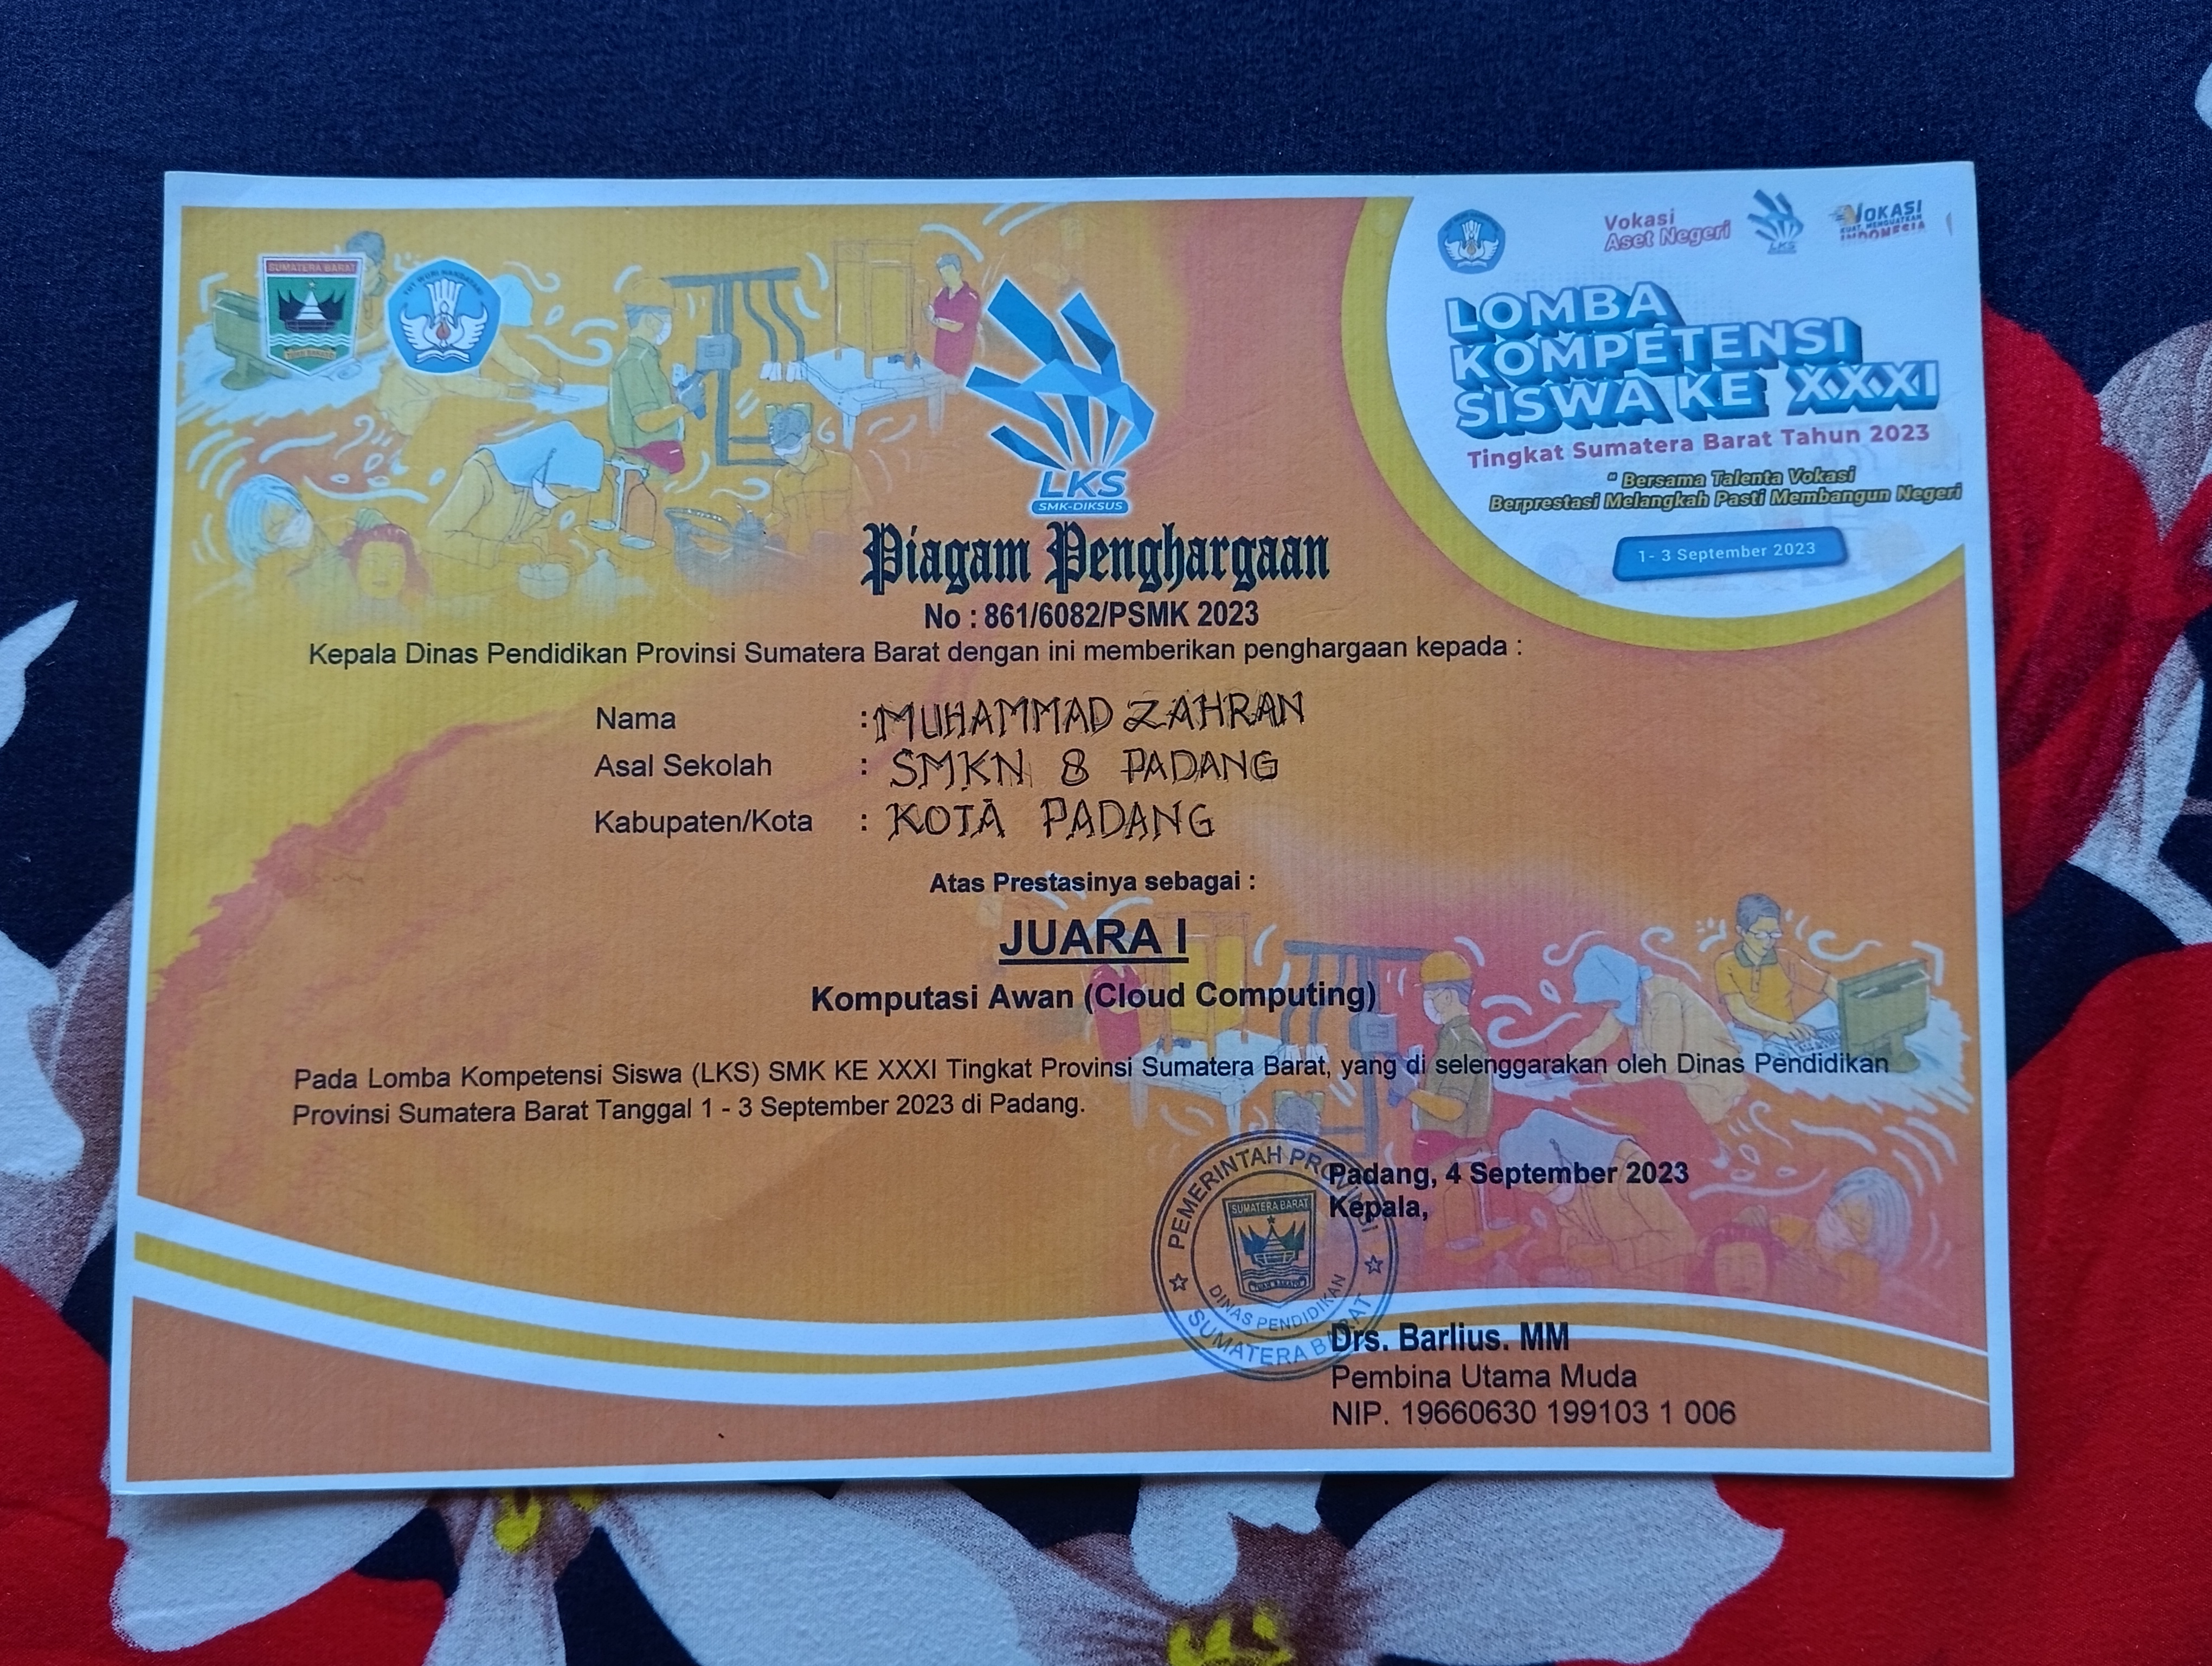 SUMATERA BARAT
TUT WURI HANDAYANI
Vokasi
Aset Negeri
LKS
VOKASI
KUAT, MENGUATKAN
INDONESIA
LOMBA
KOMPETENSI
SISWA KE XXXI
Tingkat Sumatera Barat Tahun 2023
" Bersama Talenta Vokasi
Berprestasi Melangkah Pasti Membangun Negeri
1- 3 September 2023
LKS
SMK-DIKSUS
Piagam Penghargaan
No : 861/6082/PSMK 2023
Kepala Dinas Pendidikan Provinsi Sumatera Barat dengan ini memberikan penghargaan kepada :
Nama : MUHAMMAD ZAHRAN
Asal Sekolah : SMKN 8 PADANG
Kabupaten/Kota : KOTA PADANG
Atas Prestasinya sebagai :
JUARA I
Komputasi Awan (Cloud Computing)
Pada Lomba Kompetensi Siswa (LKS) SMK KE XXXI Tingkat Provinsi Sumatera Barat, yang di selenggarakan oleh Dinas Pendidikan
Provinsi Sumatera Barat Tanggal 1 - 3 September 2023 di Padang.
Padang, 4 September 2023
Kepala,
PEMERINTAH PROVINSI
SUMATERA BARAT
DINAS PENDIDIKAN
SUMATERA BARAT
Drs. Barlius. MM
Pembina Utama Muda
NIP. 19660630 199103 1 006